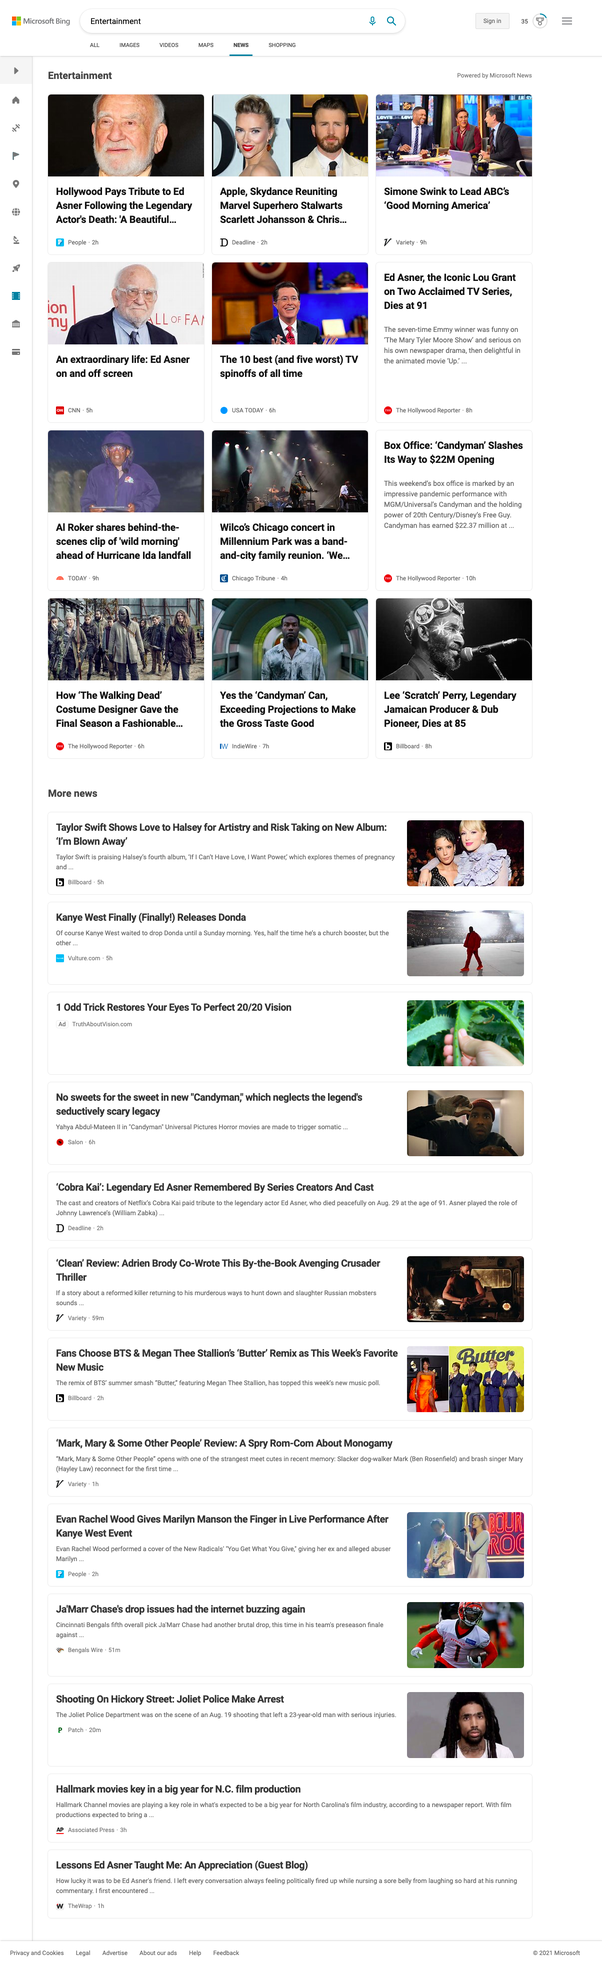 Microsoft Bing
Entertainment
Sign in
35
ALL
IMAGES
VIDEOS
MAPS
NEWS
SHOPPING
Entertainment
Powered by Microsoft News
Hollywood Pays Tribute to Ed
Asner Following the Legendary
Actor's Death: 'A Beautiful...
People · 2h
Apple, Skydance Reuniting
Marvel Superhero Stalwarts
Scarlett Johansson & Chris...
Deadline · 2h
Simone Swink to Lead ABC's
'Good Morning America'
Variety · 9h
An extraordinary life: Ed Asner
on and off screen
CNN · 5h
The 10 best (and five worst) TV
spinoffs of all time
USA TODAY · 6h
Ed Asner, the Iconic Lou Grant
on Two Acclaimed TV Series,
Dies at 91
The seven-time Emmy winner was funny on
'The Mary Tyler Moore Show' and serious on
his own newspaper drama, then delightful in
the animated movie 'Up.' ...
The Hollywood Reporter · 8h
Al Roker shares behind-the-
scenes clip of 'wild morning'
ahead of Hurricane Ida landfall
TODAY · 9h
Wilco's Chicago concert in
Millennium Park was a band-
and-city family reunion. 'We...
Chicago Tribune · 4h
Box Office: 'Candyman' Slashes
Its Way to $22M Opening
This weekend's box office is marked by an
impressive pandemic performance with
MGM/Universal's Candyman and the holding
power of 20th Century/Disney's Free Guy.
Candyman has earned $22.37 million at ...
The Hollywood Reporter · 10h
How 'The Walking Dead'
Costume Designer Gave the
Final Season a Fashionable...
The Hollywood Reporter · 6h
Yes the 'Candyman' Can,
Exceeding Projections to Make
the Gross Taste Good
IndieWire · 7h
Lee 'Scratch' Perry, Legendary
Jamaican Producer & Dub
Pioneer, Dies at 85
Billboard · 8h
More news
Taylor Swift Shows Love to Halsey for Artistry and Risk Taking on New Album:
'I'm Blown Away'
Taylor Swift is praising Halsey's fourth album, "If I Can't Have Love, I Want Power," which explores themes of pregnancy
and ...
Billboard · 5h
Kanye West Finally (Finally!) Releases Donda
Of course Kanye West waited to drop Donda until a Sunday morning. Yes, half the time he's a church booster, but the
other ...
Vulture.com · 5h
1 Odd Trick Restores Your Eyes To Perfect 20/20 Vision
Ad TruthAboutVision.com
No sweets for the sweet in new "Candyman," which neglects the legend's
seductively scary legacy
Yahya Abdul-Mateen II in "Candyman" Universal Pictures Horror movies are made to trigger somatic ...
Salon · 6h
'Cobra Kai': Legendary Ed Asner Remembered By Series Creators And Cast
The cast and creators of Netflix's Cobra Kai paid tribute to the legendary actor Ed Asner, who died peacefully on Aug. 29 at the age of 91. Asner played the role of
Johnny Lawrence's (William Zabka) ...
Deadline · 2h
'Clean' Review: Adrien Brody Co-Wrote This By-the-Book Avenging Crusader
Thriller
If a story about a reformed killer returning to his murderous ways to hunt down and slaughter Russian mobsters
sounds ...
Variety · 59m
Fans Choose BTS & Megan Thee Stallion's 'Butter' Remix as This Week's Favorite
New Music
The remix of BTS' summer smash "Butter," featuring Megan Thee Stallion, has topped this week's new music poll.
Butter
Billboard · 2h
'Mark, Mary & Some Other People' Review: A Spry Rom-Com About Monogamy
"Mark, Mary & Some Other People" opens with one of the strangest meet cutes in recent memory: Slacker dog-walker Mark (Ben Rosenfield) and brash singer Mary
(Hayley Law) reconnect for the first time ...
Variety · 1h
Evan Rachel Wood Gives Marilyn Manson the Finger in Live Performance After
Kanye West Event
Evan Rachel Wood performed a cover of the New Radicals' "You Get What You Give," giving her ex and alleged abuser
Marilyn ...
People · 2h
Ja'Marr Chase's drop issues had the internet buzzing again
Cincinnati Bengals fifth overall pick Ja'Marr Chase had another brutal drop, this time in his team's preseason finale
against ...
Bengals Wire · 51m
Shooting On Hickory Street: Joliet Police Make Arrest
The Joliet Police Department was on the scene of an Aug. 19 shooting that left a 23-year-old man with serious injuries.
Patch · 20m
Hallmark movies key in a big year for N.C. film production
Hallmark Channel movies are playing a key role in what's expected to be a big year for North Carolina's film industry, according to a newspaper report. With film
productions expected to bring a ...
Associated Press · 3h
Lessons Ed Asner Taught Me: An Appreciation (Guest Blog)
How lucky it was to be Ed Asner's friend. I left every conversation always feeling politically fired up while nursing a sore belly from laughing so hard at his running
commentary. I first encountered ...
TheWrap · 1h
Privacy and Cookies
Legal
Advertise
About our ads
Help
Feedback
© 2021 Microsoft